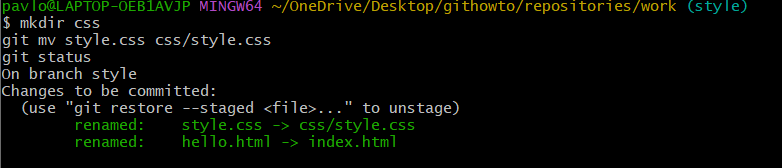 pavlo@LAPTOP-OEB1AVJP MINGW64 ~/OneDrive/Desktop/githowto/repositories/work (style)
$ mkdir css
git mv style.css css/style.css
git status
On branch style
Changes to be committed:
  (use "git restore --staged <file>..." to unstage)
        renamed:    style.css -> css/style.css
        renamed:    hello.html -> index.html